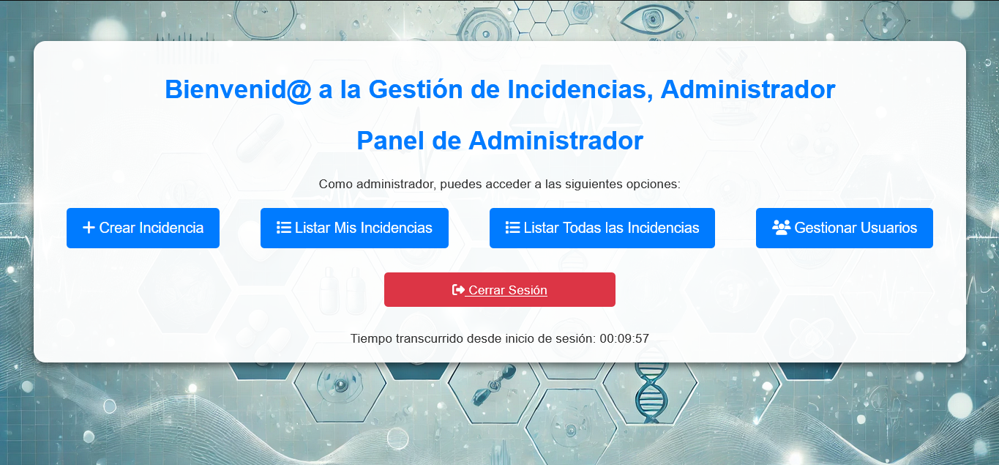 Bienvenid@ a la Gestión de Incidencias, Administrador
Panel de Administrador
Como administrador, puedes acceder a las siguientes opciones:
Crear Incidencia
Listar Mis Incidencias
Listar Todas las Incidencias
Gestionar Usuarios
Cerrar Sesión
Tiempo transcurrido desde inicio de sesión: 00:09:57